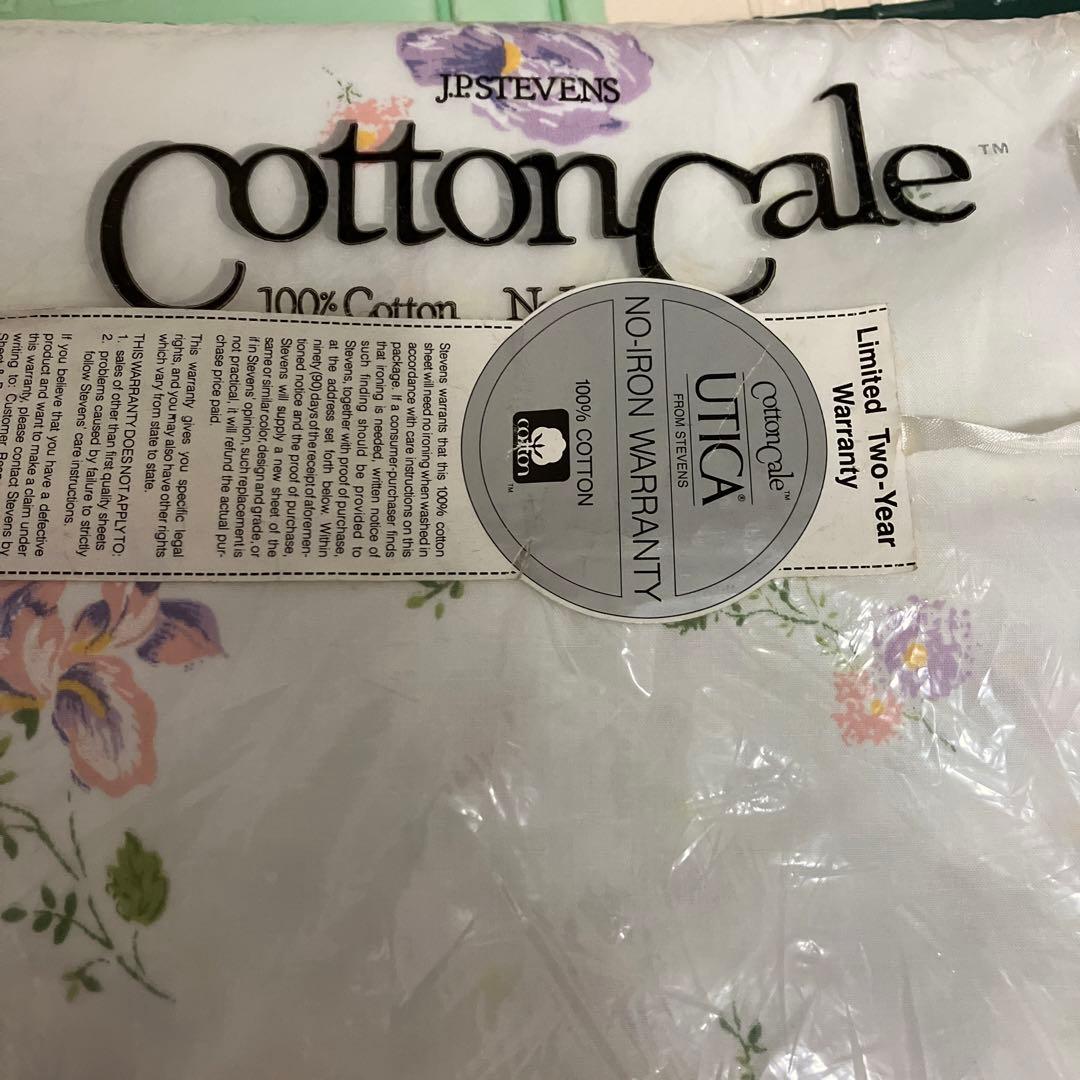 J.P. STEVENS
Cotton Cale™
100% Cotton
Limited Two-Year
Warranty
Cotton Cale™
UTICA®
FROM STEVENS
NO-IRON WARRANTY
100% COTTON
cotton™
Stevens warrants that this 100% cotton
sheet will need no ironing when washed in
accordance with care instructions on this
package. If a consumer-purchaser finds
that ironing is needed, written notice of
such finding should be provided to
Stevens, together with proof of purchase,
at the address set forth below. Within
ninety (90) days of the receipt of aforemen-
tioned notice and the proof of purchase,
Stevens will supply a new sheet of the
same or similar color, design and grade, or
if in Stevens' opinion, such replacement is
not practical, it will refund the actual pur-
chase price paid.
This warranty gives you specific legal
rights, and you may also have other rights
which vary from state to state.
THIS WARRANTY DOES NOT APPLY TO:
1. sales of other than first quality sheets
2. problems caused by failure to strictly
follow Stevens' care instructions.
If you believe that you have a defective
product and want to make a claim under
this warranty, please contact Stevens by
writing to: Customer